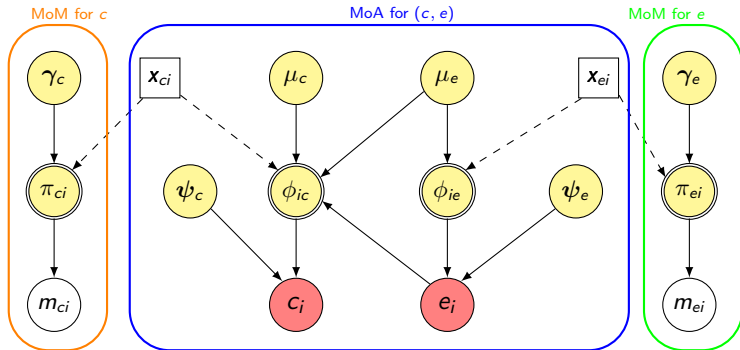 MoM for c
MoA for (c, e)
MoM for e
γc
xci
μc
μe
xei
γe
πci
ψc
ϕic
ϕie
ψe
πei
mci
ci
ei
mei